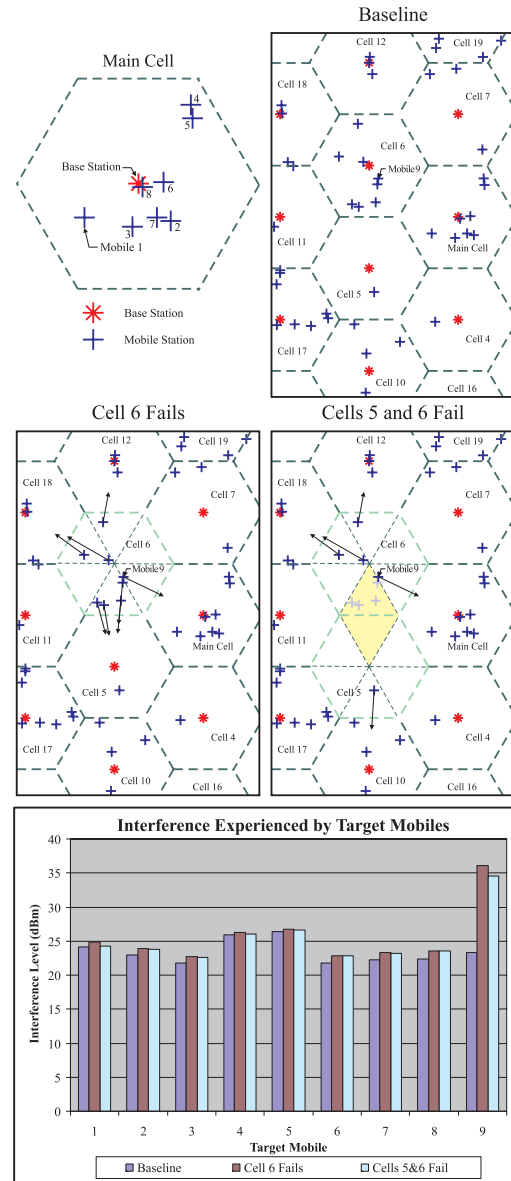 Main Cell
4
5
Base Station
8
6
7
2
3
Mobile 1
Base Station
Mobile Station
Baseline
Cell 12
Cell 19
Cell 18
Cell 7
Cell 6
Mobile9
Cell 11
Main Cell
Cell 5
Cell 17
Cell 4
Cell 10
Cell 16
Cell 6 Fails
Cell 12
Cell 19
Cell 18
Cell 7
Cell 6
Mobile9
Cell 11
Main Cell
Cell 5
Cell 17
Cell 4
Cell 10
Cell 16
Cells 5 and 6 Fail
Cell 12
Cell 19
Cell 18
Cell 7
Cell 6
Mobile9
Cell 11
Main Cell
Cell 5
Cell 17
Cell 4
Cell 10
Cell 16
Interference Experienced by Target Mobiles
Interference Level (dBm)
40
35
30
25
20
15
10
5
0
1 2 3 4 5 6 7 8 9
Target Mobile
Baseline Cell 6 Fails Cells 5&6 Fail